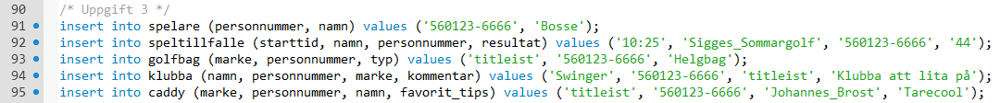 90 /* Uppgift 3 */
91 insert into spelare (personnummer, namn) values ('560123-6666', 'Bosse');
92 insert into speltillfalle (starttid, namn, personnummer, resultat) values ('10:25', 'Sigges_Sommargolf', '560123-6666', '44');
93 insert into golfbag (marke, personnummer, typ) values ('titleist', '560123-6666', 'Helgbag');
94 insert into klubba (namn, personnummer, marke, kommentar) values ('Swinger', '560123-6666', 'titleist', 'Klubba att lita på');
95 insert into caddy (marke, personnummer, namn, favorit_tips) values ('titleist', '560123-6666', 'Johannes_Brost', 'Tarecool');